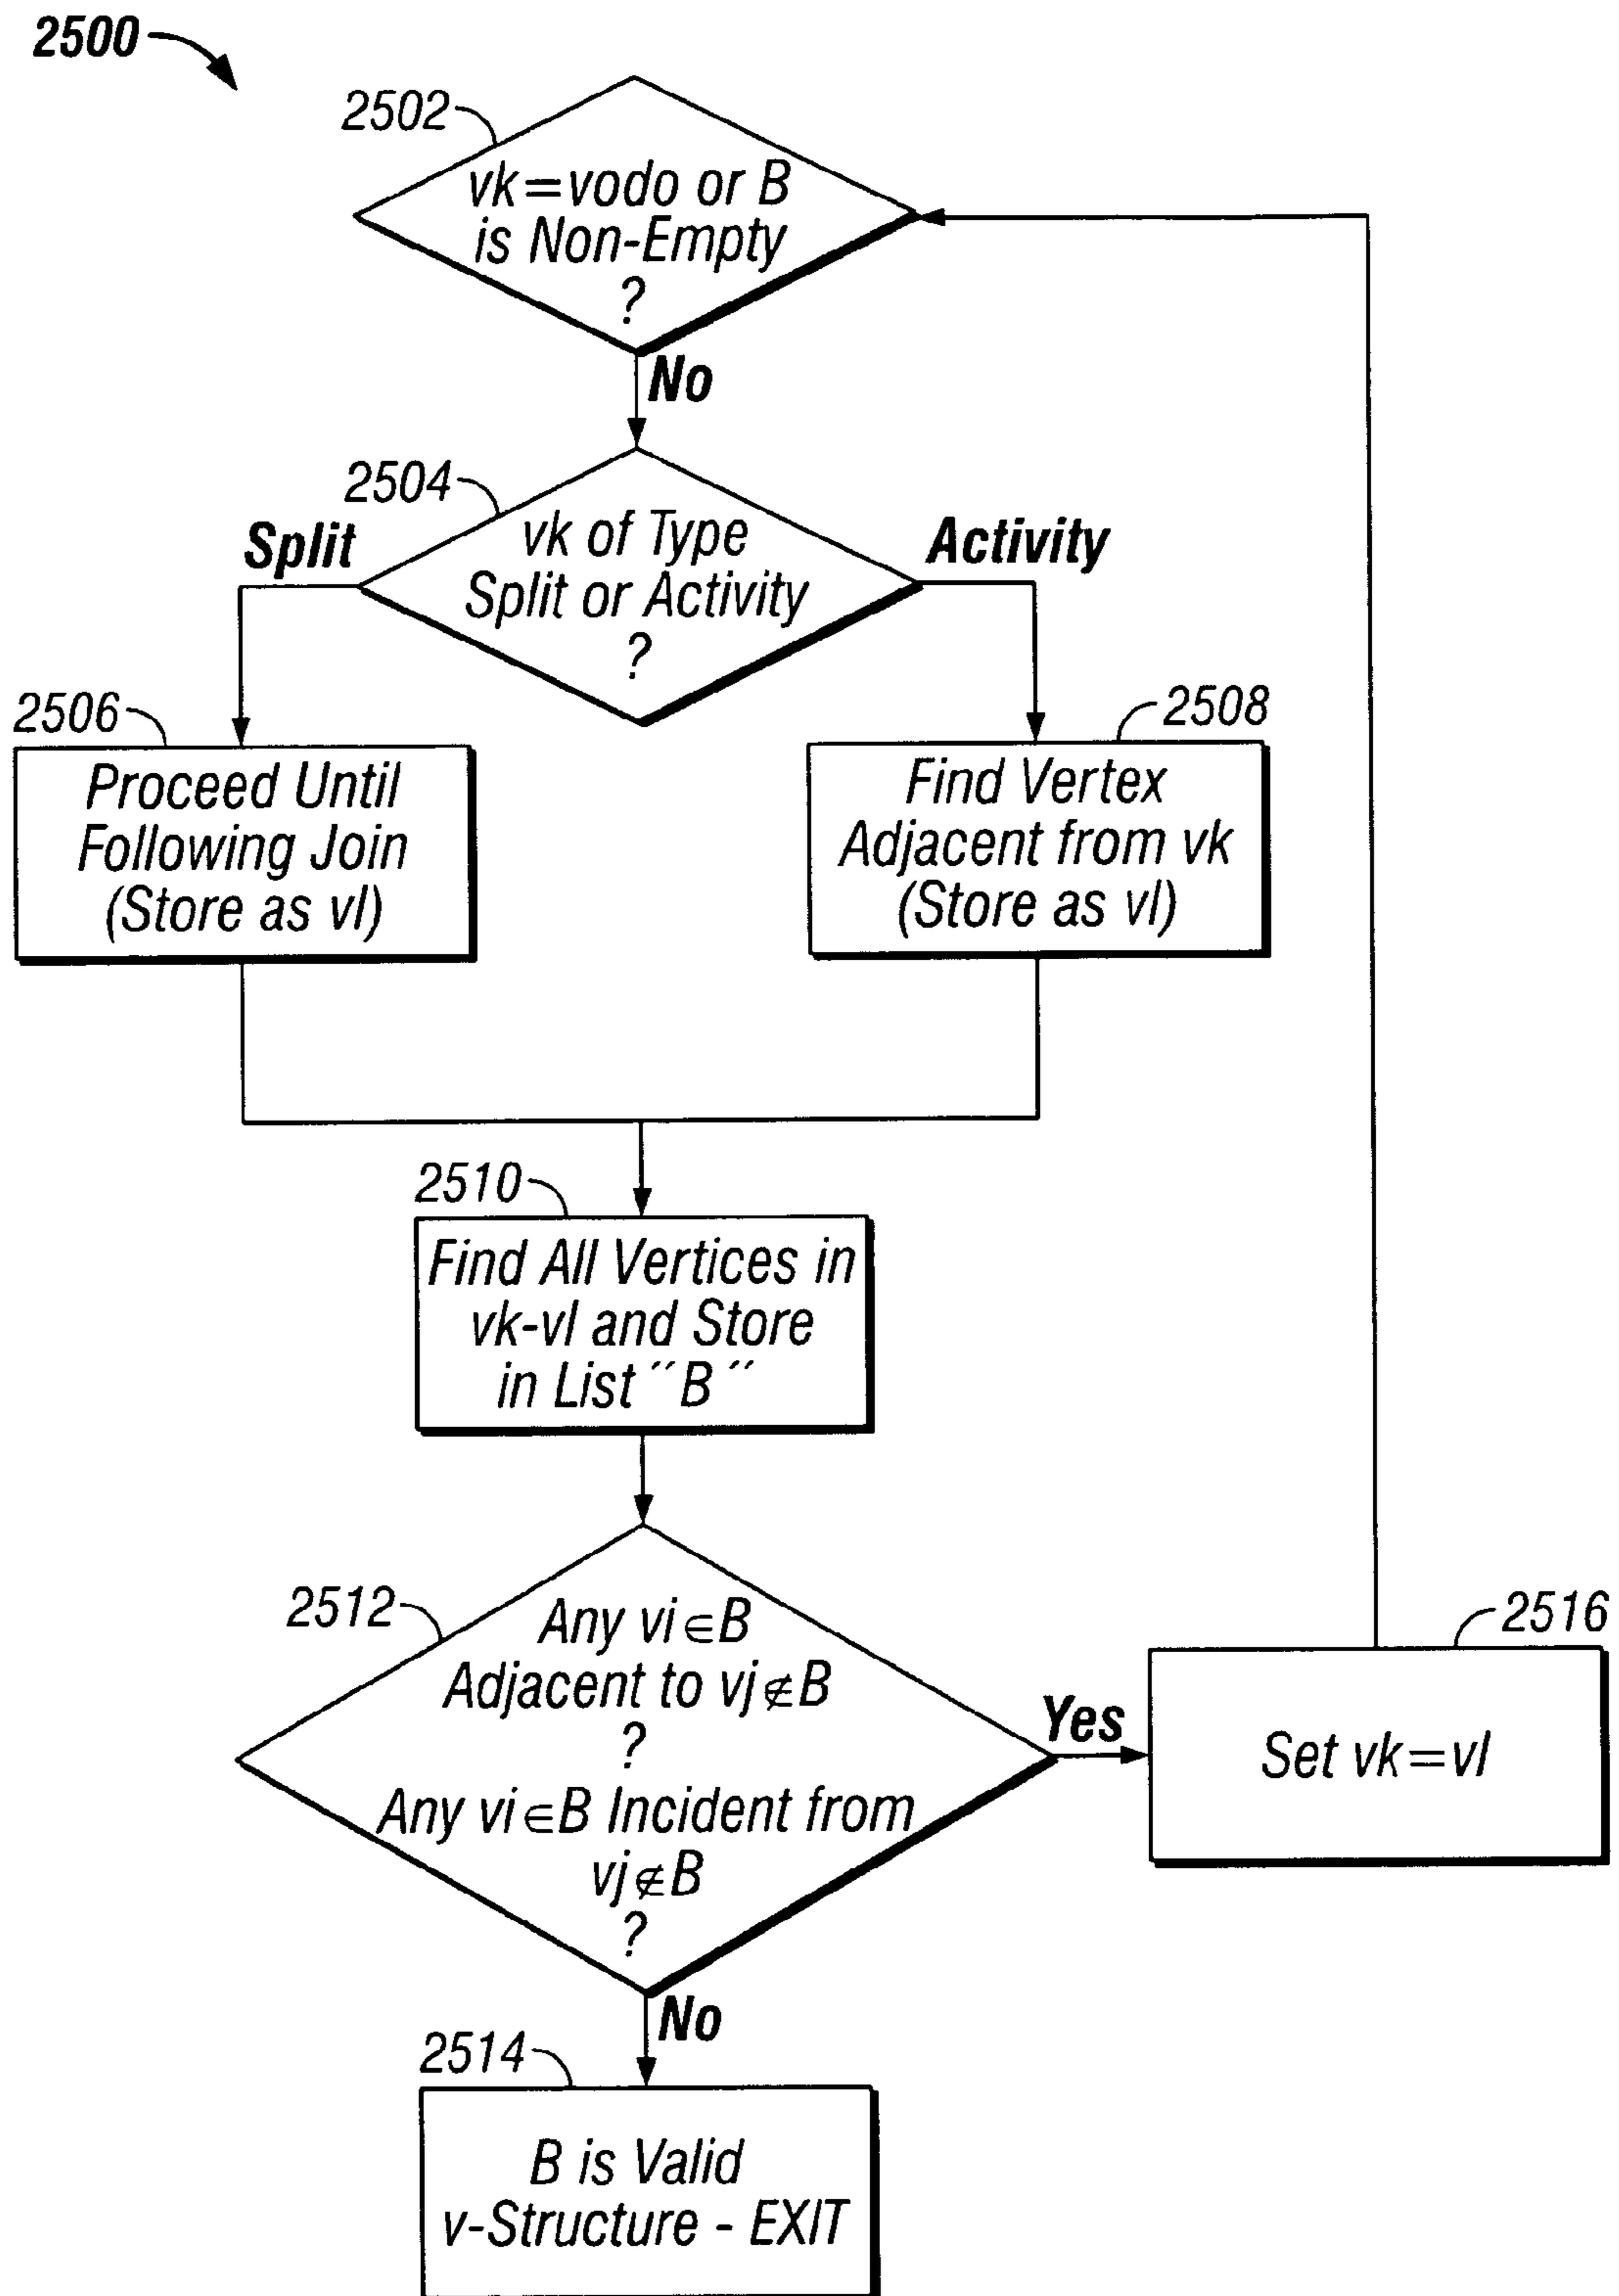 2500
2502
vk=vodo or B
is Non-Empty
?
No
2504
vk of Type
Split or Activity
?
Split
Activity
2506
Proceed Until
Following Join
(Store as vl)
2508
Find Vertex
Adjacent from vk
(Store as vl)
2510
Find All Vertices in
vk-vl and Store
in List ˝B˝
2512
Any vi∈B
Adjacent to vj∉B
?
Any vi∈B Incident from
vj∉B
?
Yes
2516
Set vk=vl
No
2514
B is Valid
v-Structure - EXIT